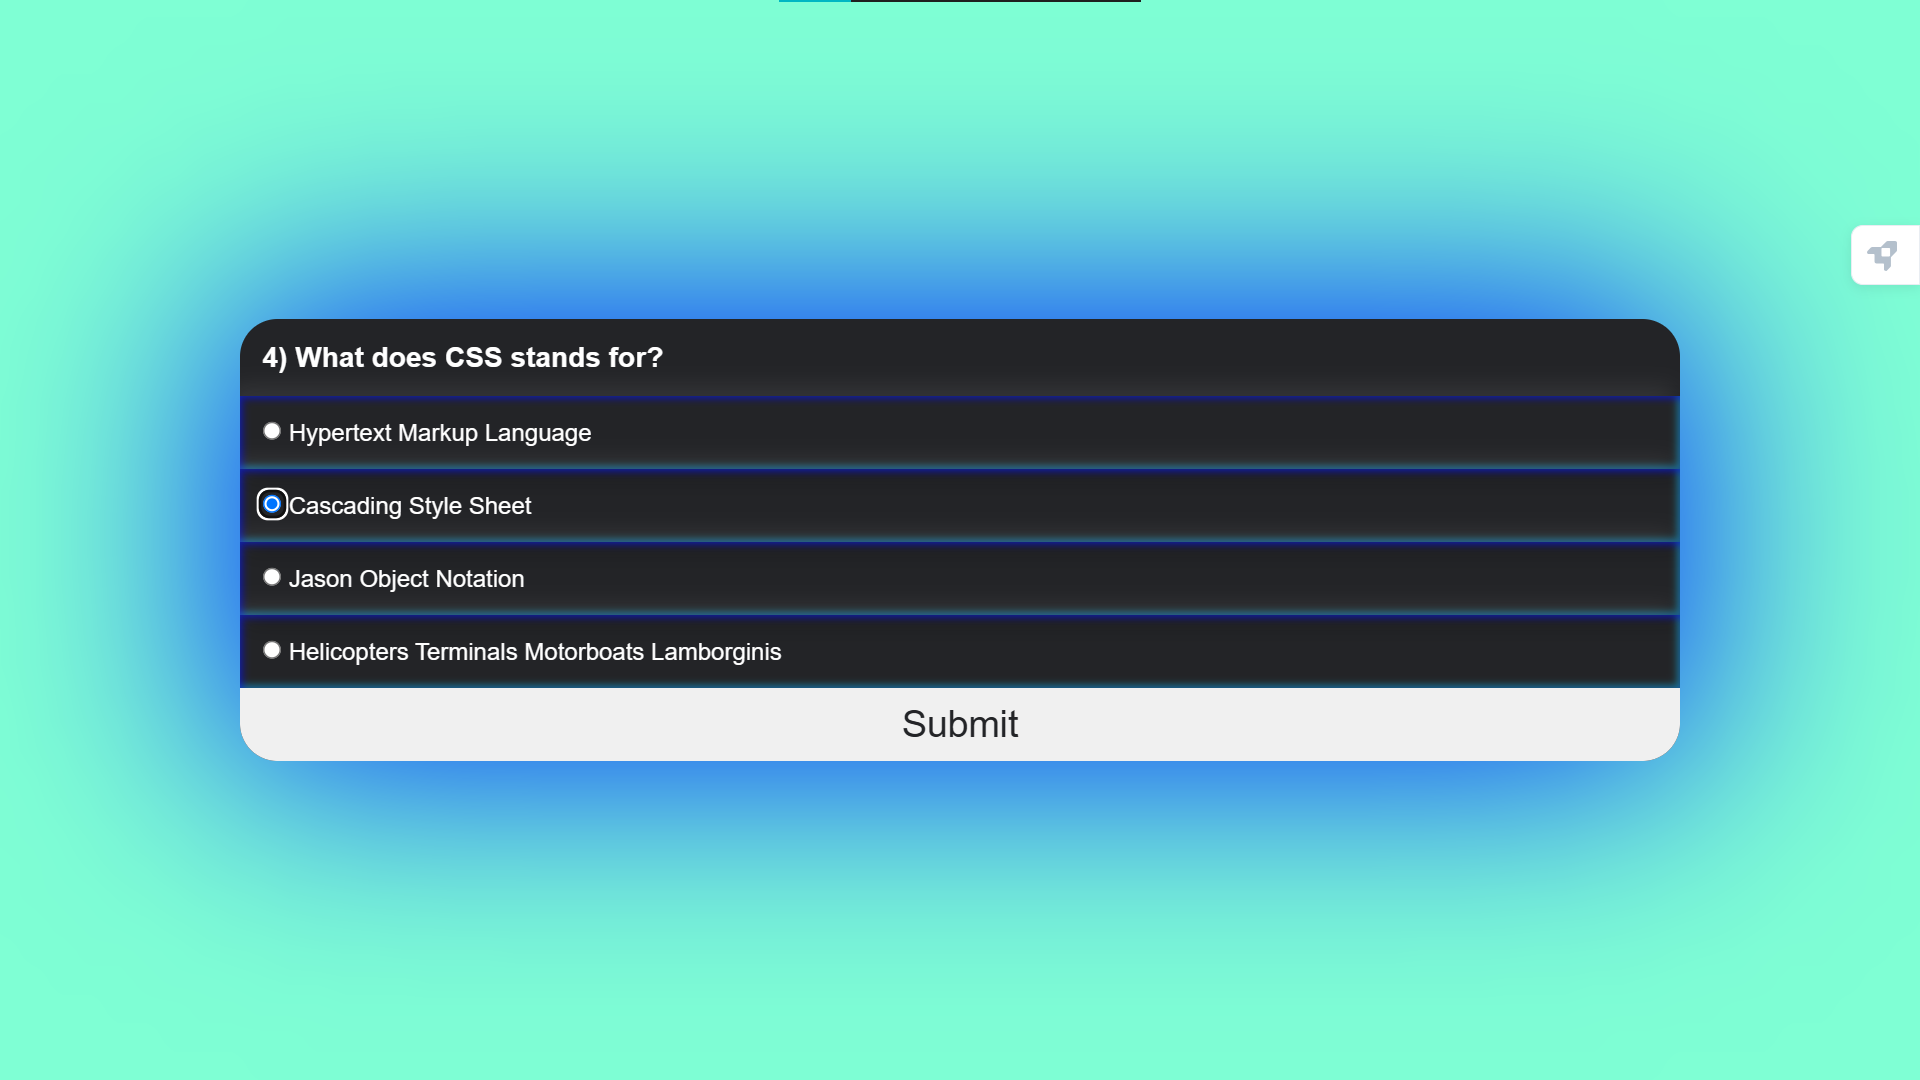 4) What does CSS stands for?
Hypertext Markup Language
Cascading Style Sheet
Jason Object Notation
Helicopters Terminals Motorboats Lamborginis
Submit